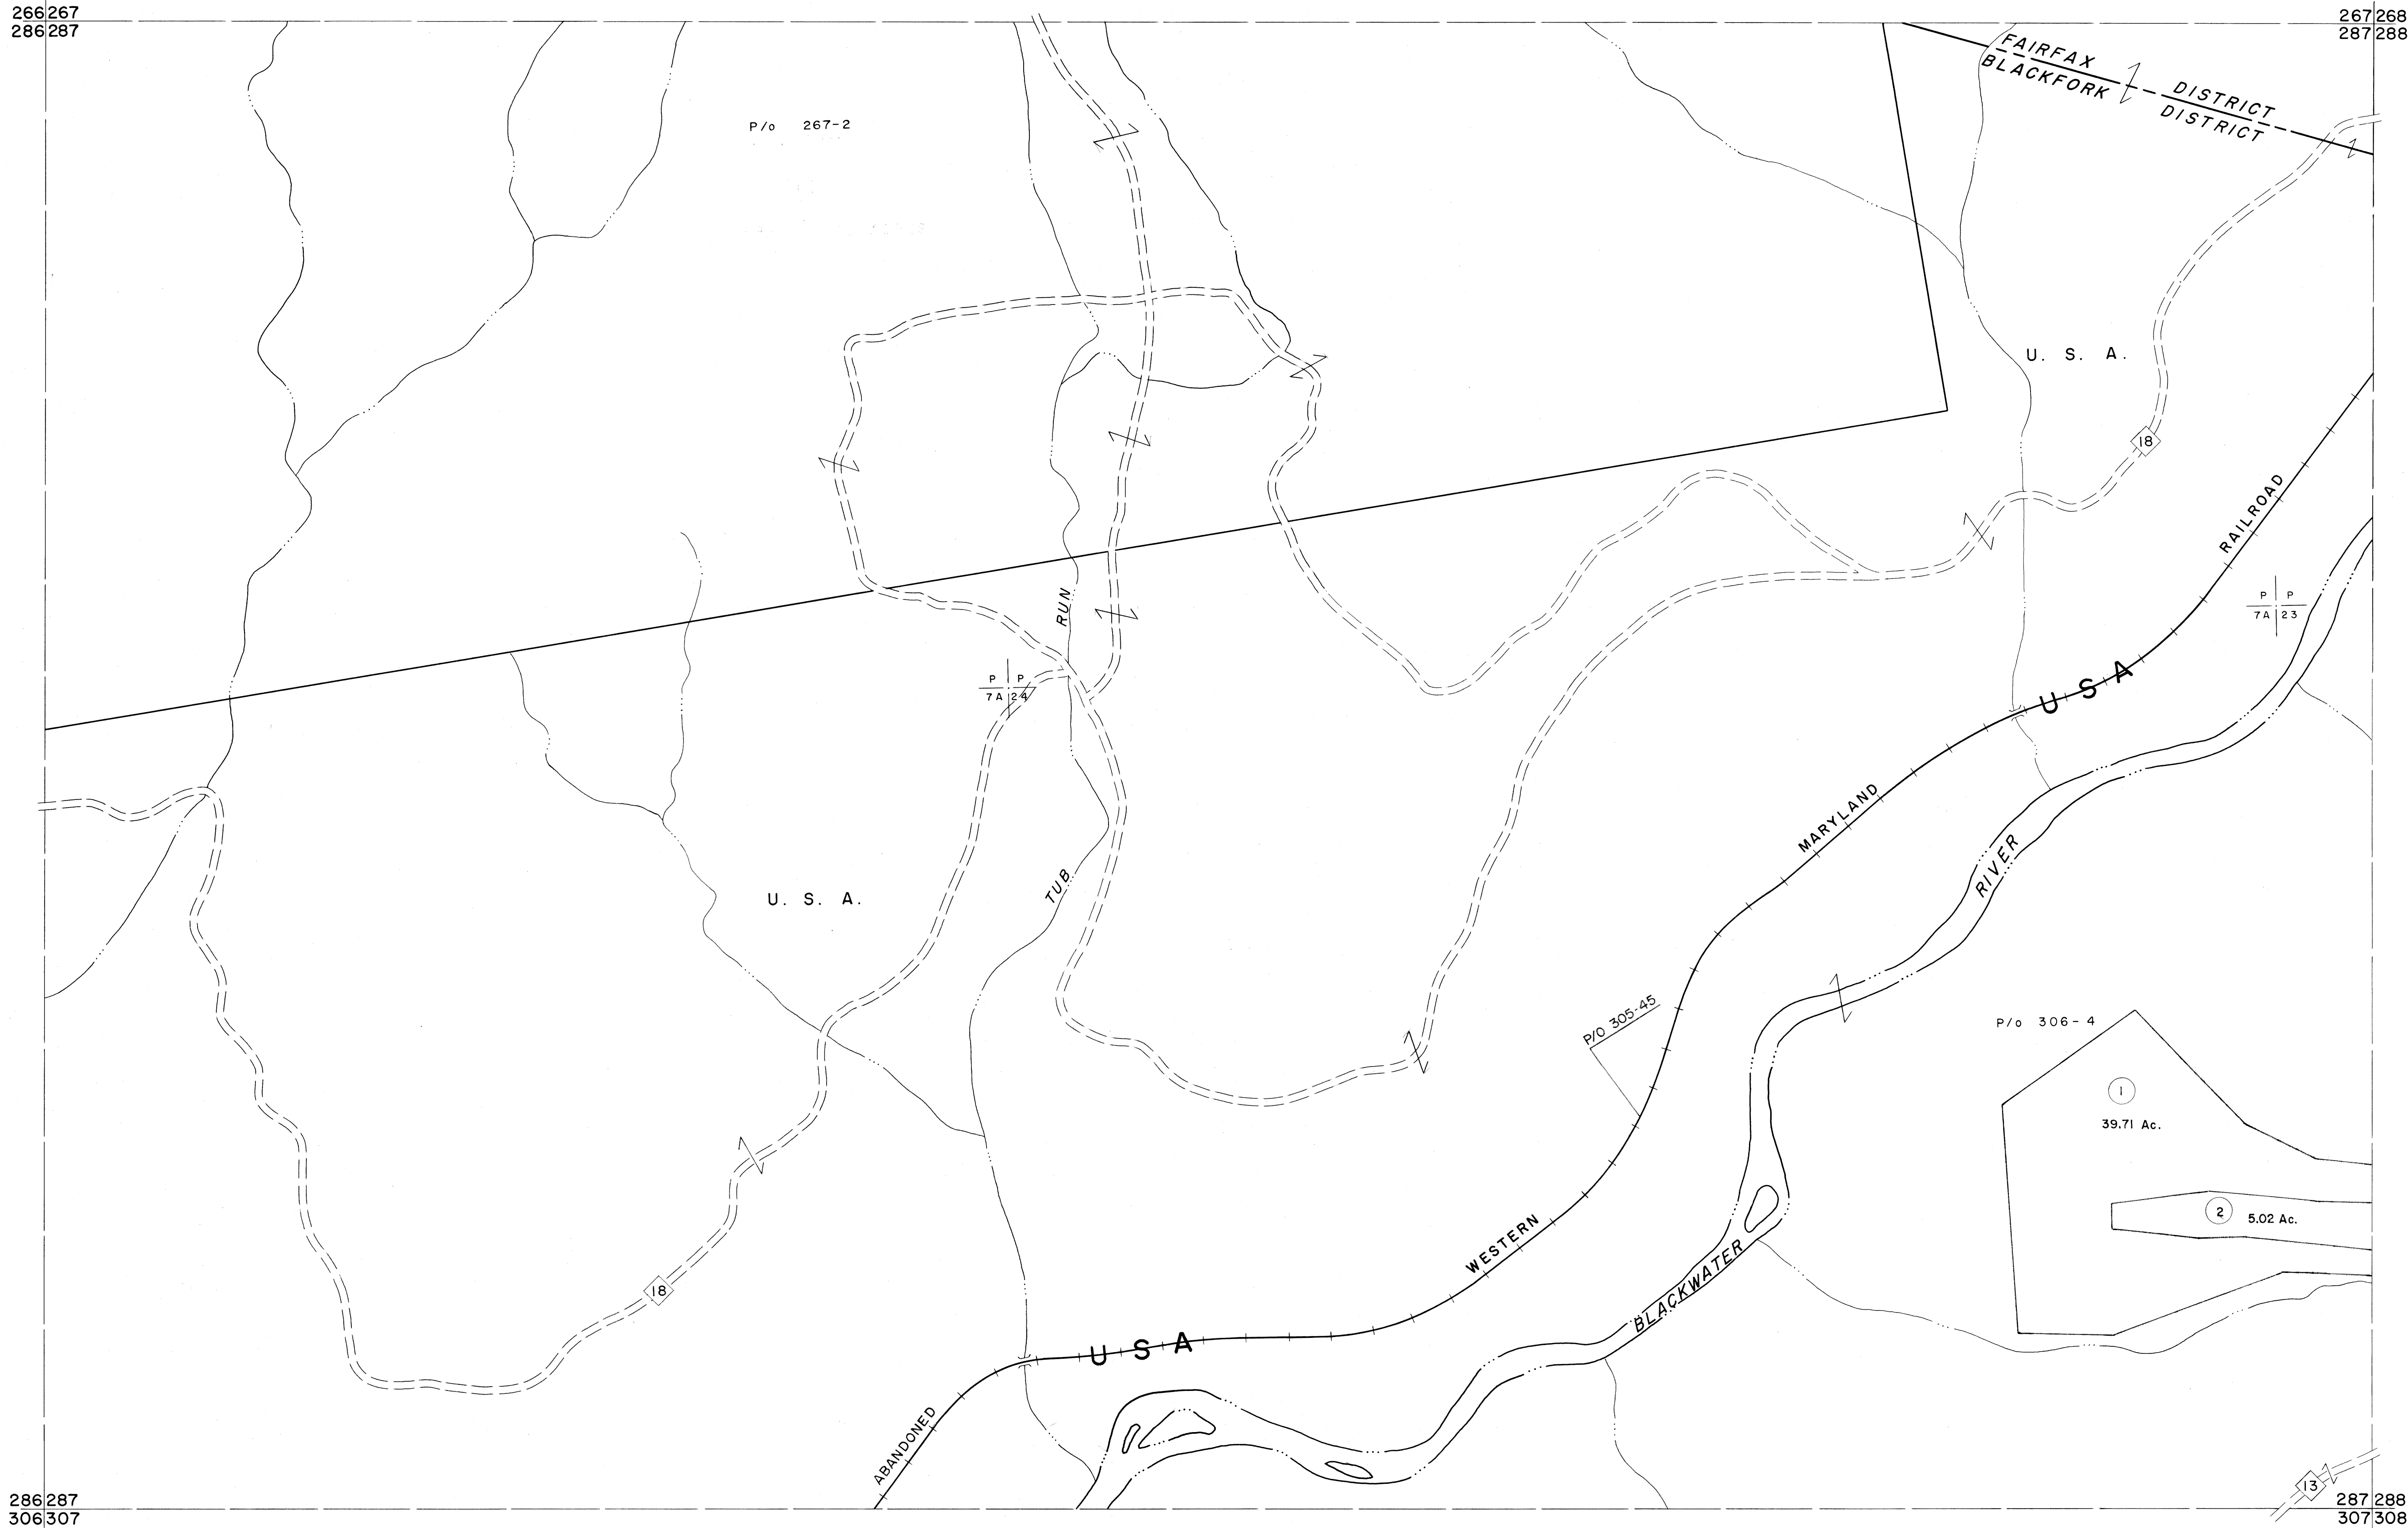 266 267
286 287
267 268
287 288
FAIRFAX DISTRICT
BLACKFORK DISTRICT
P/o 267-2
U. S. A.
18
RAILROAD
P P
7A 23
RUN
P P
7A 24
U S A
MARYLAND
RIVER
TUB
U. S. A.
P/O 305-45
P/o 306-4
1
39.71 Ac.
2
5.02 Ac.
WESTERN
BLACKWATER
18
U S A
ABANDONED
13
286 287
306 307
287 288
307 308